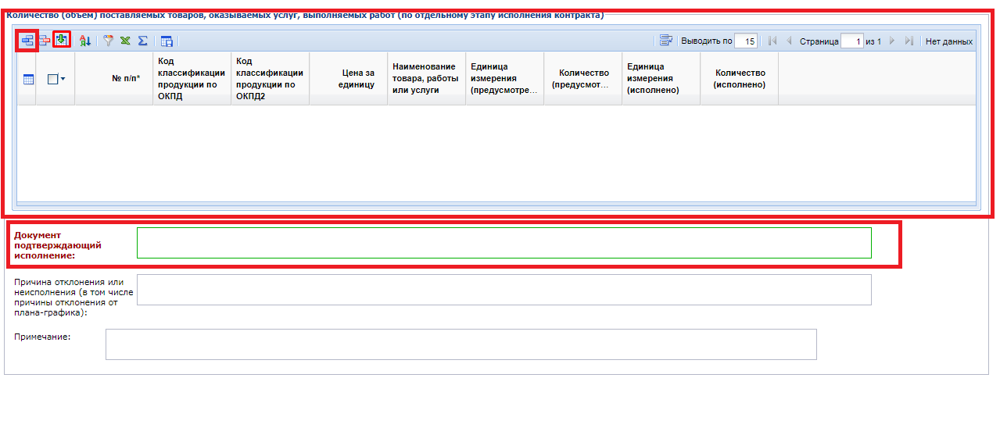 Количество (объем) поставляемых товаров, оказываемых услуг, выполняемых работ (по отдельному этапу исполнения контракта)
Выводить по 15 Страница 1 из 1 Нет данных
№ п/п*
Код
классификации
продукции по
ОКПД
Код
классификации
продукции по
ОКПД2
Цена за
единицу
Наименование
товара, работы
или услуги
Единица
измерения
(предусмотре...
Количество
(предусмот...
Единица
измерения
(исполнено)
Количество
(исполнено)
Документ
подтверждающий
исполнение:
Причина отклонения или
неисполнения (в том числе
причины отклонения от
плана-графика):
Примечание: